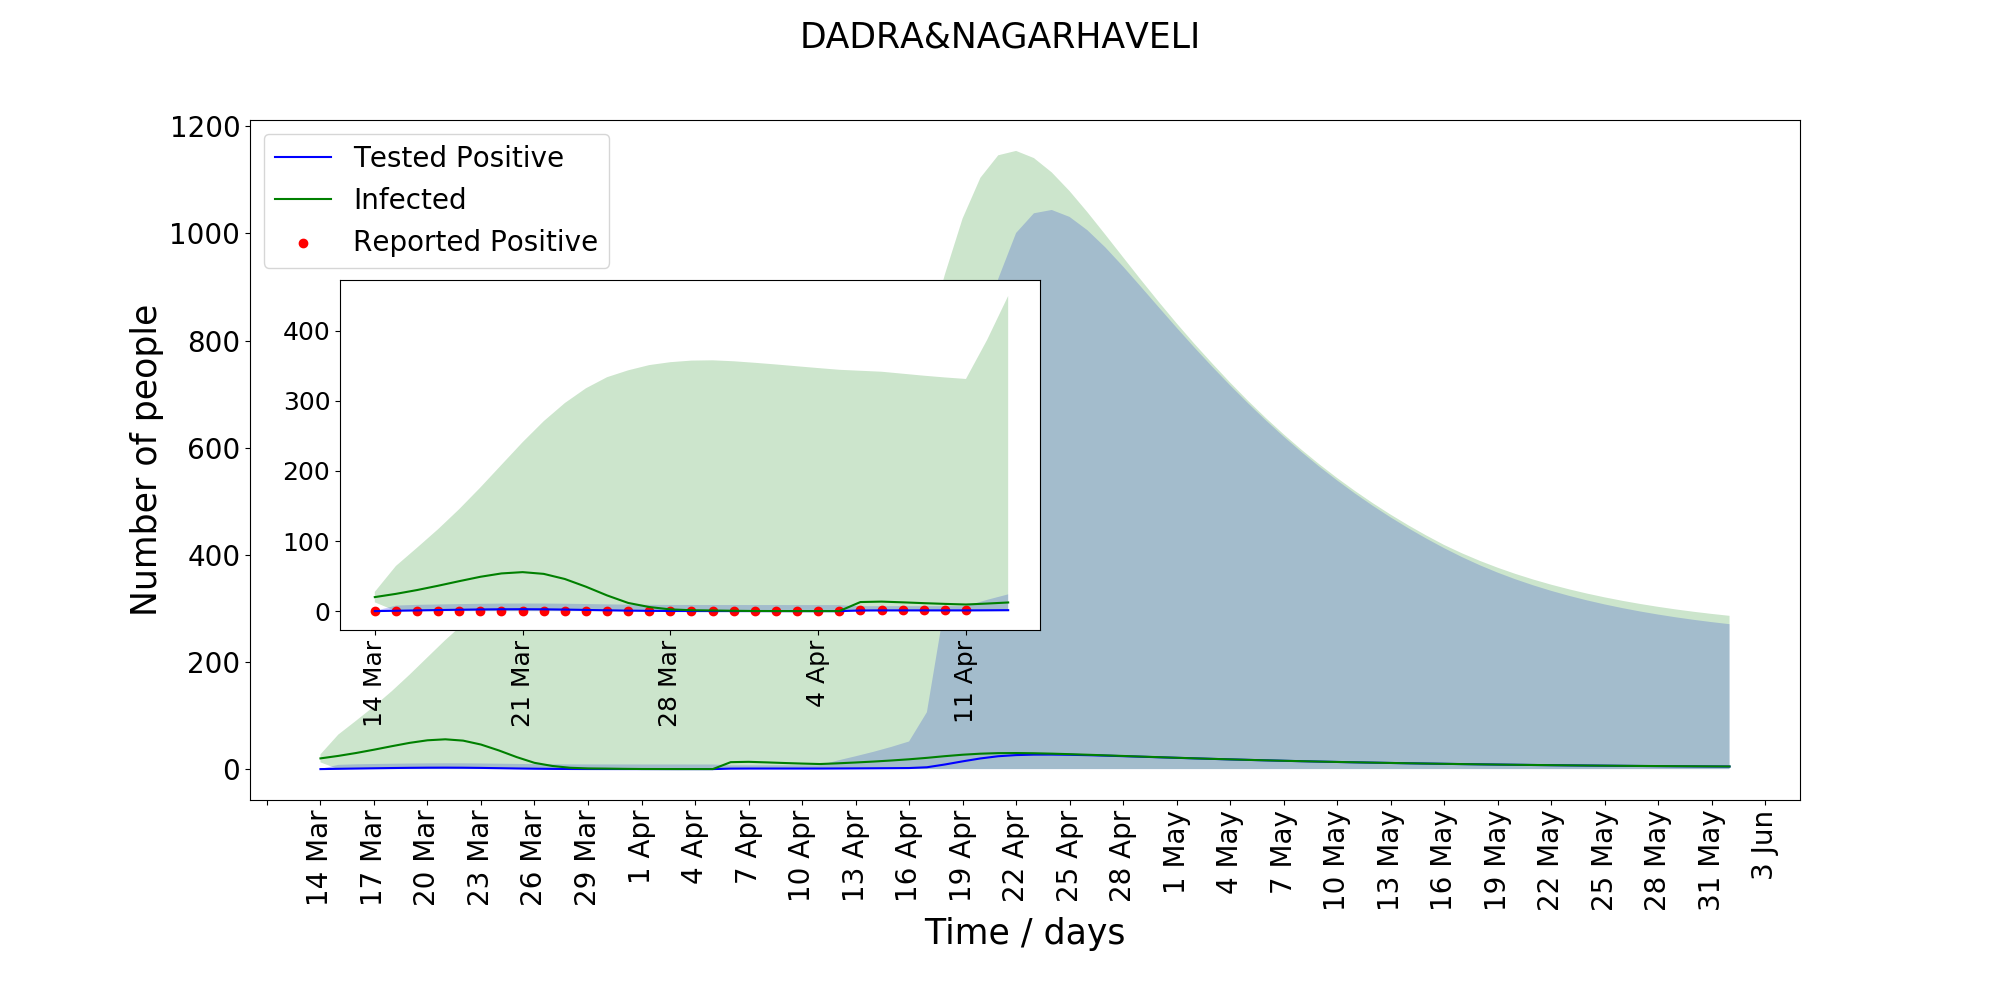 DADRA&NAGARHAVELI
Tested Positive
Infected
Reported Positive
Number of people
1200
1000
800
600
400
200
0
400
300
200
100
0
14 Mar
21 Mar
28 Mar
4 Apr
11 Apr
14 Mar
17 Mar
20 Mar
23 Mar
26 Mar
29 Mar
1 Apr
4 Apr
7 Apr
10 Apr
13 Apr
16 Apr
19 Apr
22 Apr
25 Apr
28 Apr
1 May
4 May
7 May
10 May
13 May
16 May
19 May
22 May
25 May
28 May
31 May
3 Jun
Time / days